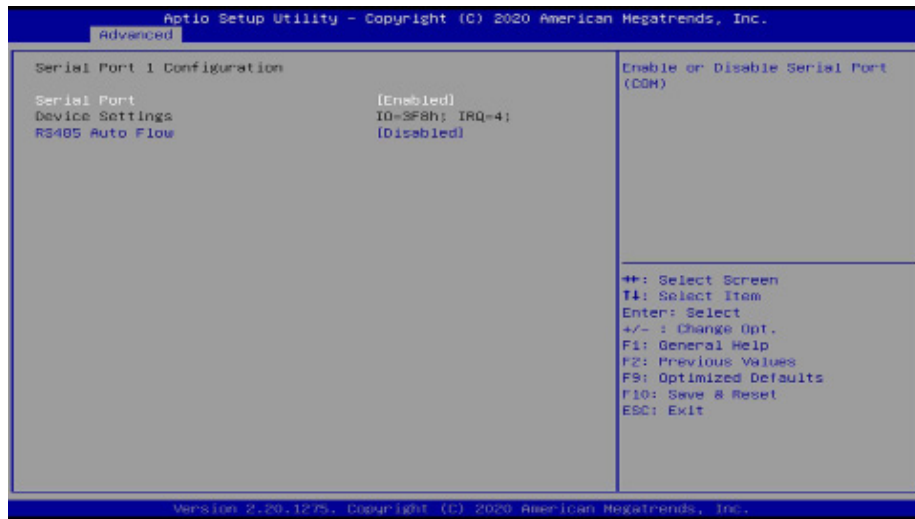 Aptio Setup Utility – Copyright (C) 2020 American Megatrends, Inc.
Advanced
Serial Port 1 Configuration
Serial Port [Enabled]
Device Settings IO=3F8h; IRQ=4;
RS485 Auto Flow [Disabled]
Enable or Disable Serial Port
(COM)
→←: Select Screen
↑↓: Select Item
Enter: Select
+/- : Change Opt.
F1: General Help
F2: Previous Values
F9: Optimized Defaults
F10: Save & Reset
ESC: Exit
Version 2.20.1275. Copyright (C) 2020 American Megatrends, Inc.